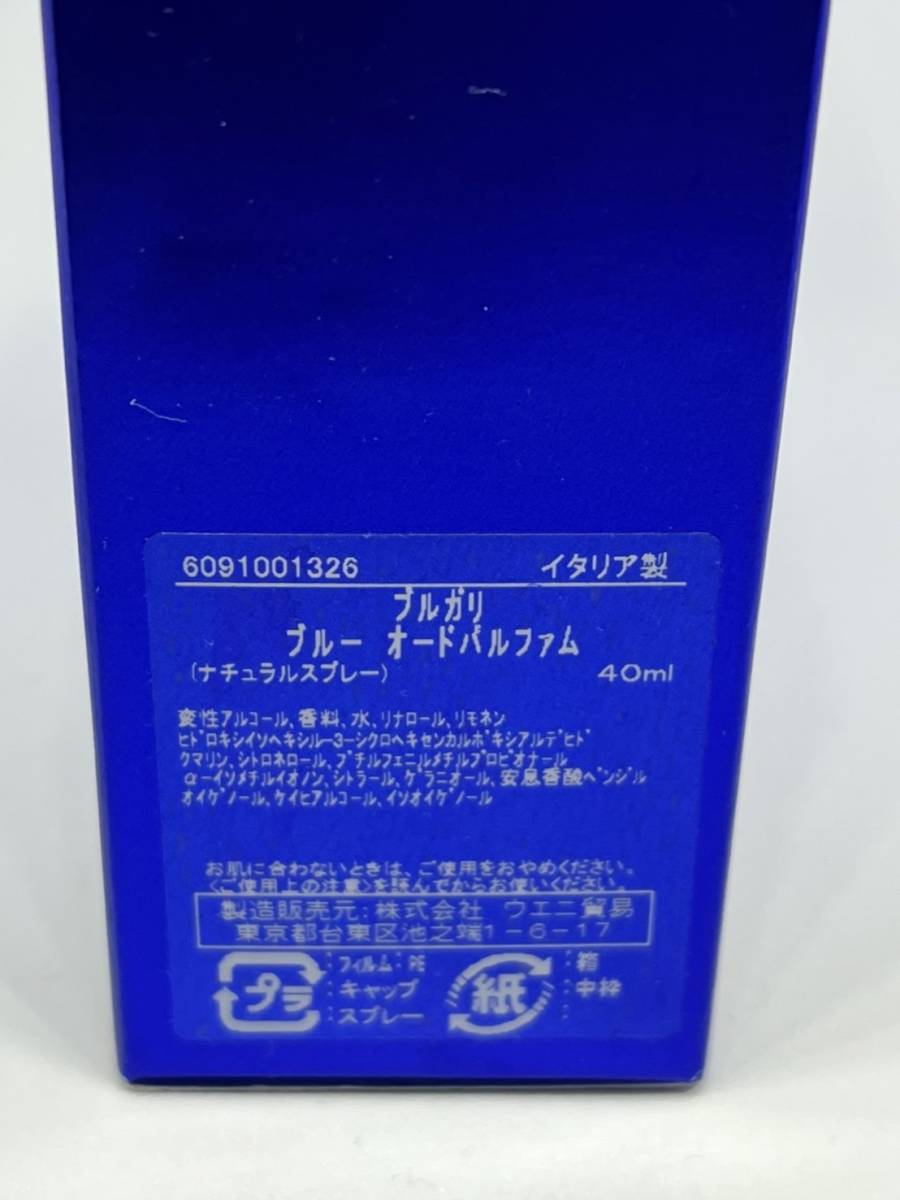 6091001326 イタリア製
ブルガリ
ブルー オードパルファム
(ナチュラルスプレー) 40ml
変性アルコール、香料、水、リナロール、リモネン
ヒドロキシイソヘキシル-3-シクロヘキセンカルボキシアルデヒド
クマリン、シトロネロール、ブチルフェニルメチルプロピオナール
α-イソメチルイオノン、シトラール、ゲラニオール、安息香酸ベンジル
オイゲノール、ケイヒアルコール、イソオイゲノール
お肌に合わないときは、ご使用をおやめください。
〈ご使用上の注意〉を読んでからお使いください。
製造販売元:株式会社 ウエニ貿易
東京都台東区池之端1-6-17
プラ :フィルム:PE 紙 :箱
:キャップ :中枠
:スプレー :